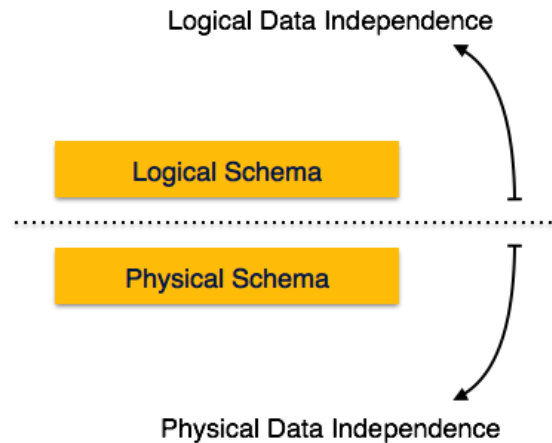 Logical Data Independence
Logical Schema
Physical Schema
Physical Data Independence